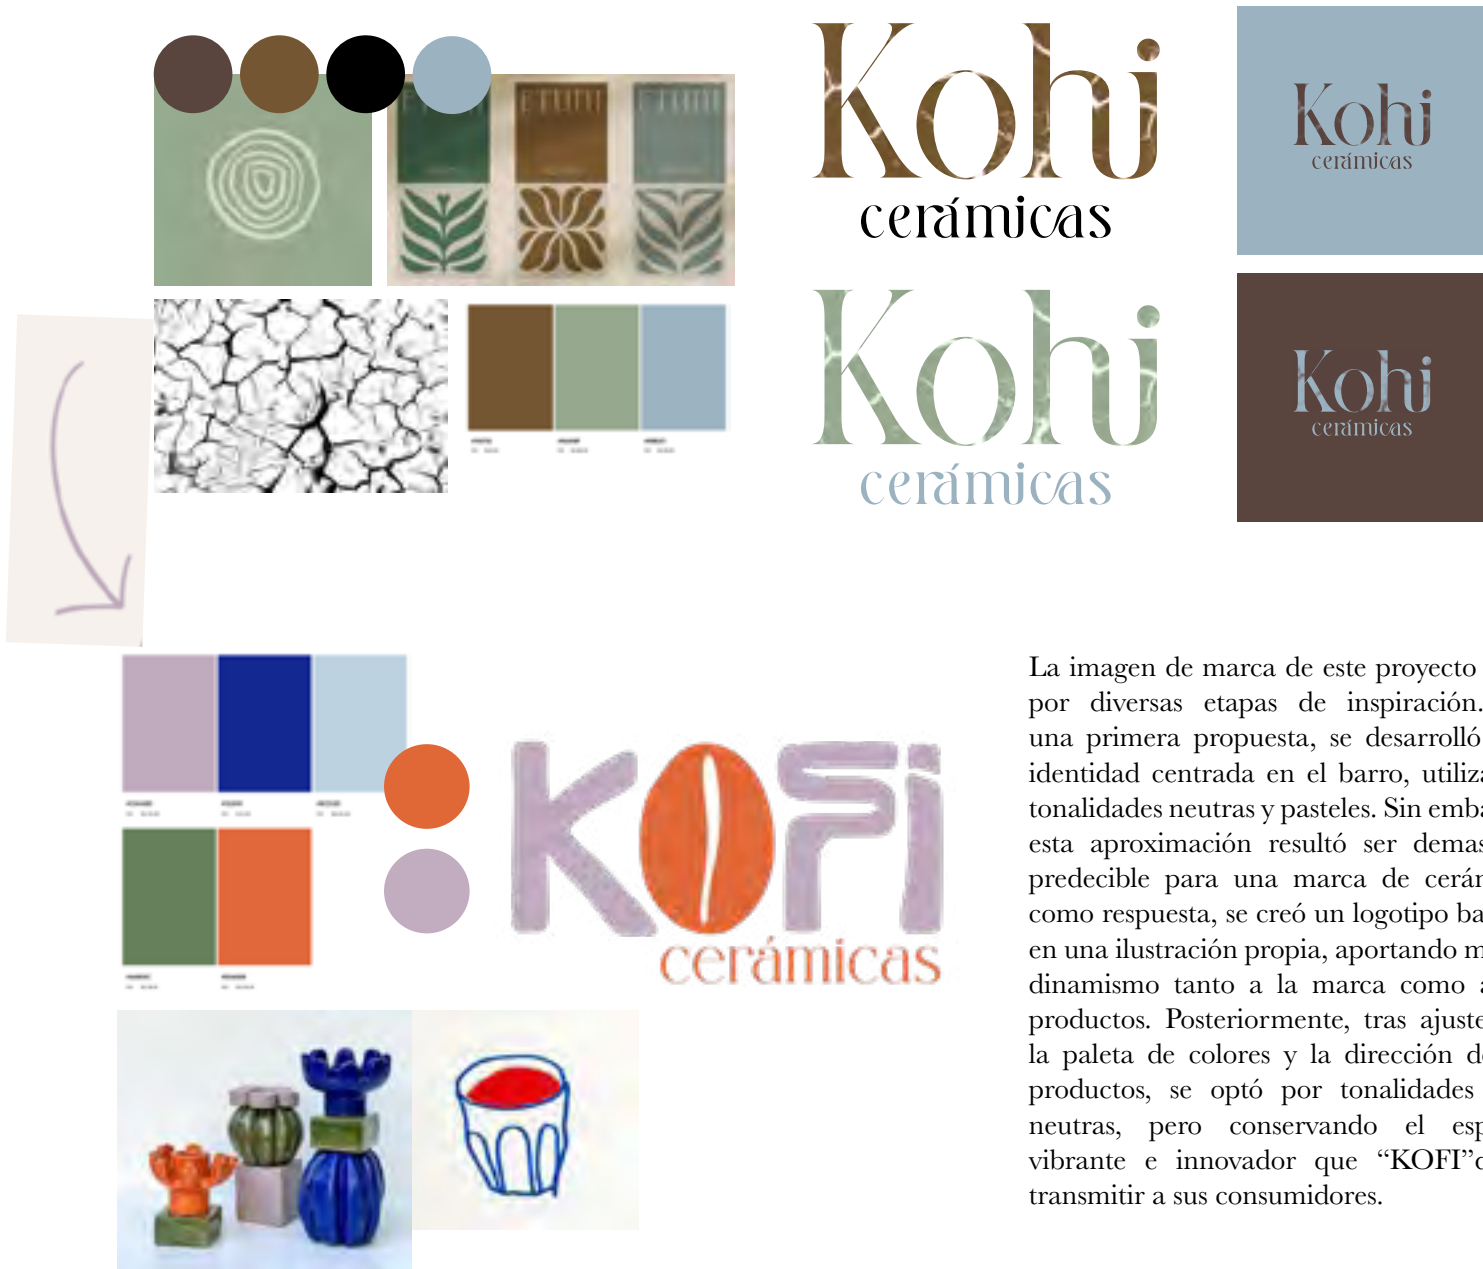 Kohi
cerámicas
Kohi
cerámicas
Kohi
cerámicas
Kohi
cerámicas
KOFi
cerámicas
La imagen de marca de este proyecto
por diversas etapas de inspiración.
una primera propuesta, se desarrolló
identidad centrada en el barro, utiliza
tonalidades neutras y pasteles. Sin emba
esta aproximación resultó ser demas
predecible para una marca de cerám
como respuesta, se creó un logotipo ba
en una ilustración propia, aportando m
dinamismo tanto a la marca como a
productos. Posteriormente, tras ajuste
la paleta de colores y la dirección de
productos, se optó por tonalidades
neutras, pero conservando el esp
vibrante e innovador que “KOFI”
transmitir a sus consumidores.